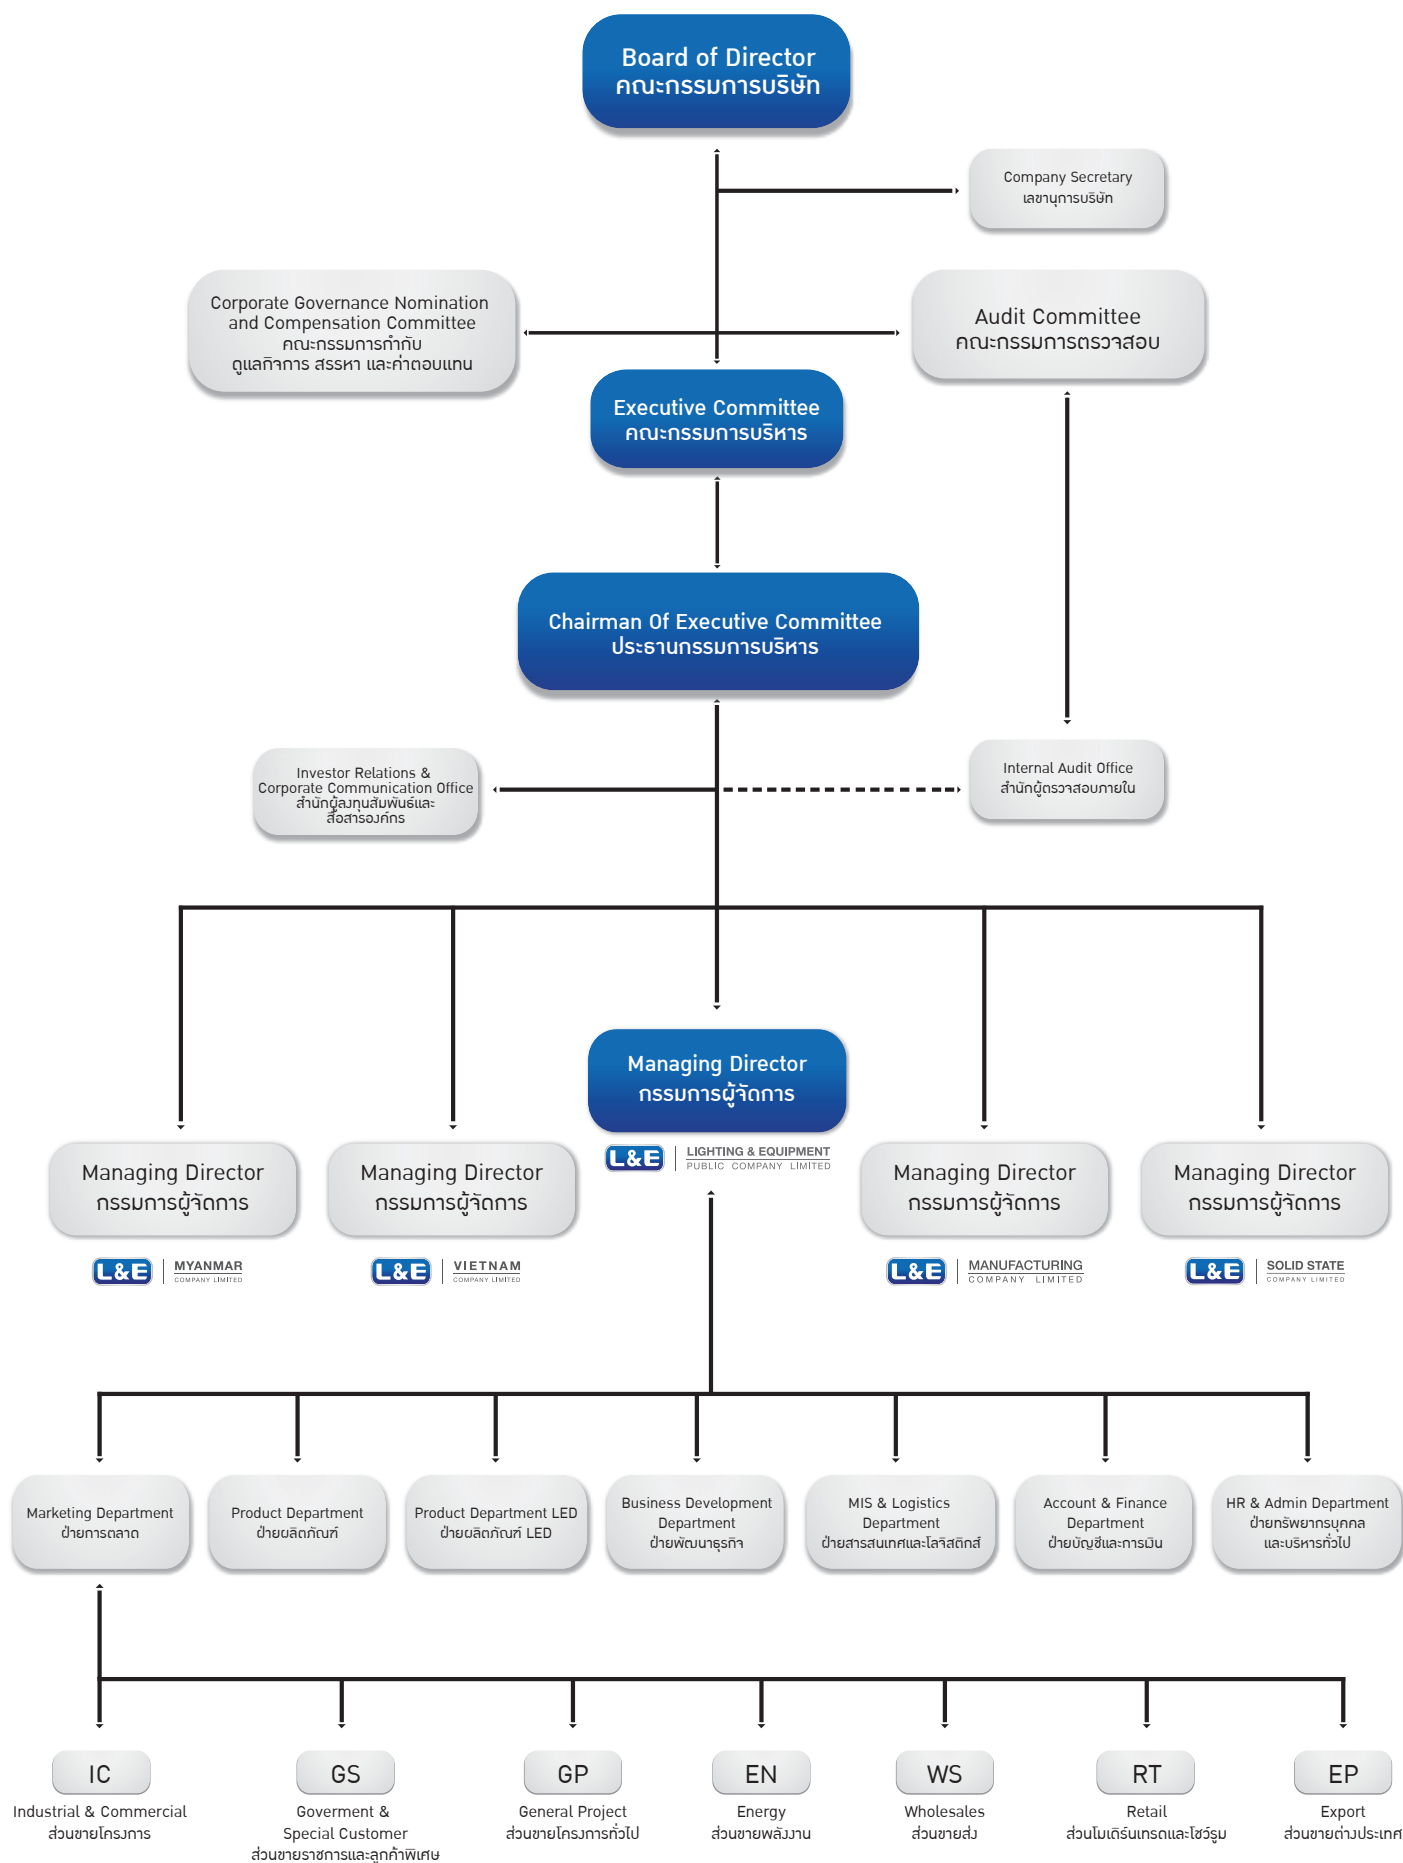 Board of Director
คณะกรรมการบริษัท
Company Secretary
เลขานุการบริษัท
Corporate Governance Nomination
and Compensation Committee
คณะกรรมการกำกับ
ดูแลกิจการ สรรหา และค่าตอบแทน
Audit Committee
คณะกรรมการตรวจสอบ
Executive Committee
คณะกรรมการบริหาร
Chairman Of Executive Committee
ประธานกรรมการบริหาร
Investor Relations &
Corporate Communication Office
สำนักผู้ลงทุนสัมพันธ์และ
สื่อสารองค์กร
Internal Audit Office
สำนักผู้ตรวจสอบภายใน
Managing Director
กรรมการผู้จัดการ
L&E LIGHTING & EQUIPMENT
PUBLIC COMPANY LIMITED
Managing Director
กรรมการผู้จัดการ
L&E MYANMAR
COMPANY LIMITED
Managing Director
กรรมการผู้จัดการ
L&E VIETNAM
COMPANY LIMITED
Managing Director
กรรมการผู้จัดการ
L&E MANUFACTURING
COMPANY LIMITED
Managing Director
กรรมการผู้จัดการ
L&E SOLID STATE
COMPANY LIMITED
Marketing Department
ฝ่ายการตลาด
Product Department
ฝ่ายผลิตภัณฑ์
Product Department LED
ฝ่ายผลิตภัณฑ์ LED
Business Development
Department
ฝ่ายพัฒนาธุรกิจ
MIS & Logistics
Department
ฝ่ายสารสนเทศและโลจิสติกส์
Account & Finance
Department
ฝ่ายบัญชีและการเงิน
HR & Admin Department
ฝ่ายทรัพยากรบุคคล
และบริหารทั่วไป
IC
Industrial & Commercial
ส่วนขายโครงการ
GS
Goverment &
Special Customer
ส่วนขายราชการและลูกค้าพิเศษ
GP
General Project
ส่วนขายโครงการทั่วไป
EN
Energy
ส่วนขายพลังงาน
WS
Wholesales
ส่วนขายส่ง
RT
Retail
ส่วนโมเดิร์นเทรดและโชว์รูม
EP
Export
ส่วนขายต่างประเทศ